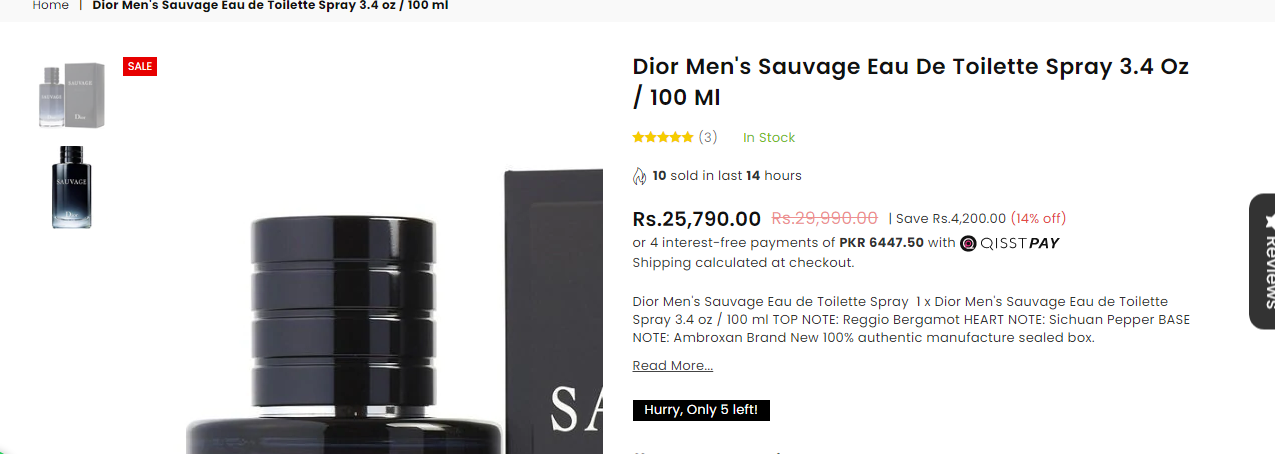 Home | Dior Men's Sauvage Eau de Toilette Spray 3.4 oz / 100 ml
SALE
SAUVAGE
SAUVAGE
Dior
SAUVAGE
Dior
SA
Dior Men's Sauvage Eau De Toilette Spray 3.4 Oz
/ 100 Ml
(3) In Stock
10 sold in last 14 hours
Rs.25,790.00 Rs.29,990.00 | Save Rs.4,200.00 (14% off)
or 4 interest-free payments of PKR 6447.50 with QISSTPAY
Shipping calculated at checkout.
Dior Men's Sauvage Eau de Toilette Spray 1 x Dior Men's Sauvage Eau de Toilette
Spray 3.4 oz / 100 ml TOP NOTE: Reggio Bergamot HEART NOTE: Sichuan Pepper BASE
NOTE: Ambroxan Brand New 100% authentic manufacture sealed box.
Read More...
Hurry, Only 5 left!
Reviews